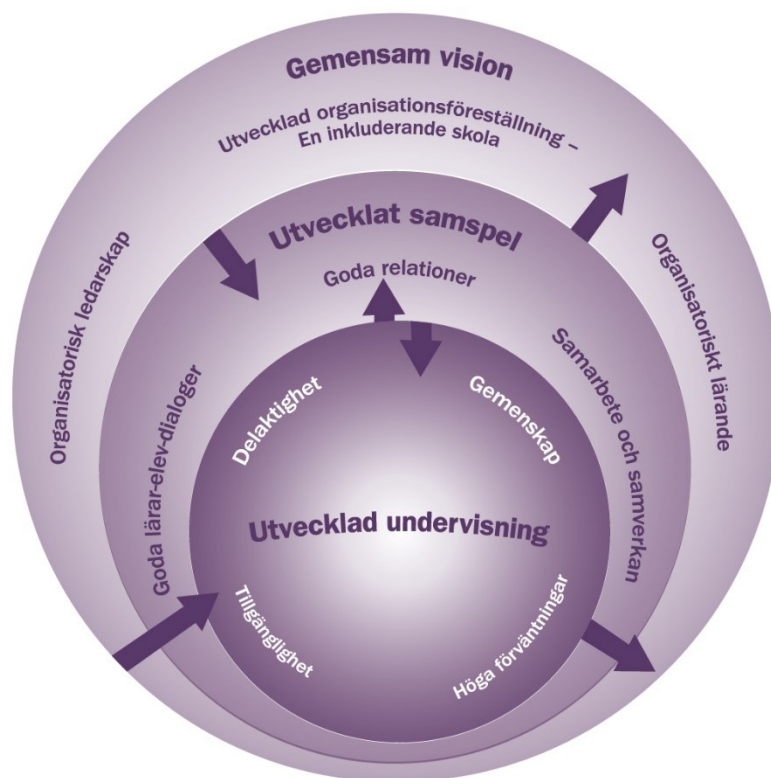 Gemensam vision
Utvecklad organisationsföreställning –
En inkluderande skola
Organisatorisk ledarskap
Organisatoriskt lärande
Utvecklat samspel
Goda relationer
Goda lärar-elev-dialoger
Samarbete och samverkan
Delaktighet
Gemenskap
Utvecklad undervisning
Tillgänglighet
Höga förväntningar